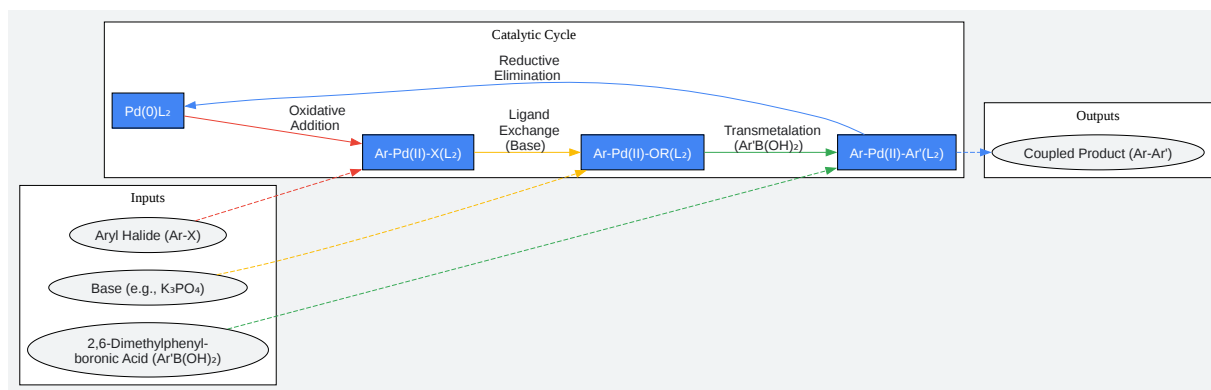 Catalytic Cycle
Reductive
Elimination
Pd(0)L₂
Oxidative
Addition
Ligand
Exchange
(Base)
Transmetalation
(Ar'B(OH)₂)
Ar-Pd(II)-X(L₂)
Ar-Pd(II)-OR(L₂)
Ar-Pd(II)-Ar'(L₂)
Outputs
Coupled Product (Ar-Ar')
Inputs
Aryl Halide (Ar-X)
Base (e.g., K₃PO₄)
2,6-Dimethylphenyl-
boronic Acid (Ar'B(OH)₂)